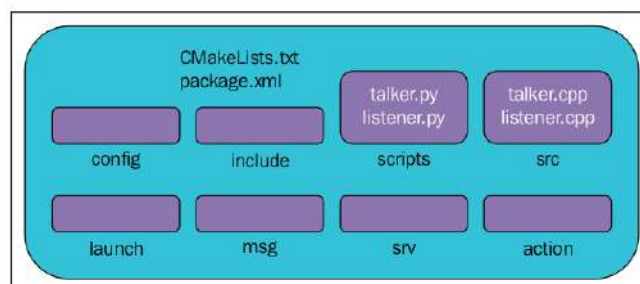 CMakeLists.txt
package.xml
talker.py
listener.py
talker.cpp
listener.cpp
config
include
scripts
src
launch
msg
srv
action